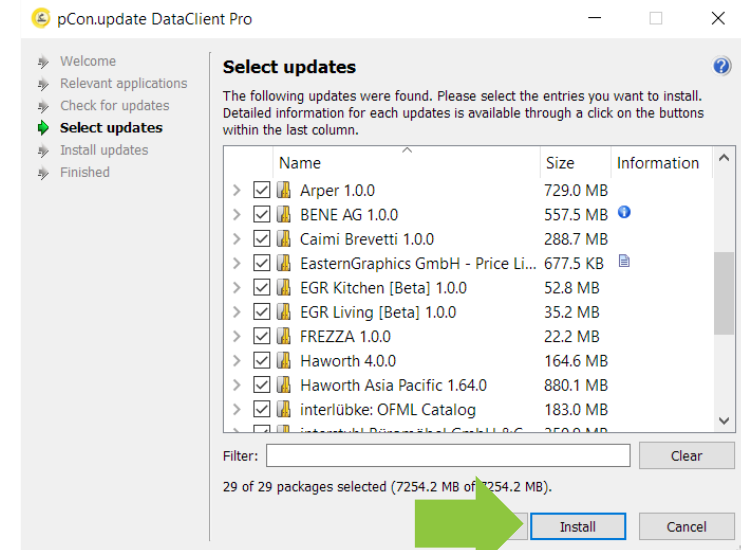 pCon.update DataClient Pro
Welcome
Relevant applications
Check for updates
Select updates
Install updates
Finished
Select updates
The following updates were found. Please select the entries you want to install.
Detailed information for each updates is available through a click on the buttons
within the last column.
Name Size Information
Arper 1.0.0 729.0 MB
BENE AG 1.0.0 557.5 MB
Caimi Brevetti 1.0.0 288.7 MB
EasternGraphics GmbH - Price Li... 677.5 KB
EGR Kitchen [Beta] 1.0.0 52.8 MB
EGR Living [Beta] 1.0.0 35.2 MB
FREZZA 1.0.0 22.2 MB
Haworth 4.0.0 164.6 MB
Haworth Asia Pacific 1.64.0 880.1 MB
interlübke: OFML Catalog 183.0 MB
Filter:
Clear
29 of 29 packages selected (7254.2 MB of 7254.2 MB).
Install
Cancel